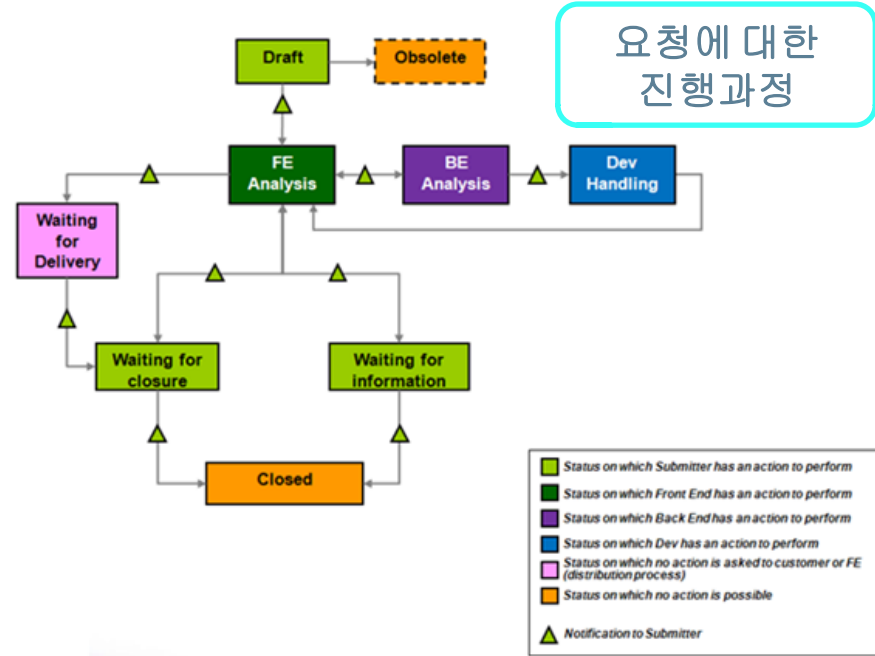 요청에 대한
진행과정
Draft
Obsolete
FE
Analysis
BE
Analysis
Dev
Handling
Waiting
for
Delivery
Waiting for
closure
Waiting for
information
Closed
Status on which Submitter has an action to perform
Status on which Front End has an action to perform
Status on which Back End has an action to perform
Status on which Dev has an action to perform
Status on which no action is asked to customer or FE
(distribution process)
Status on which no action is possible
Notification to Submitter